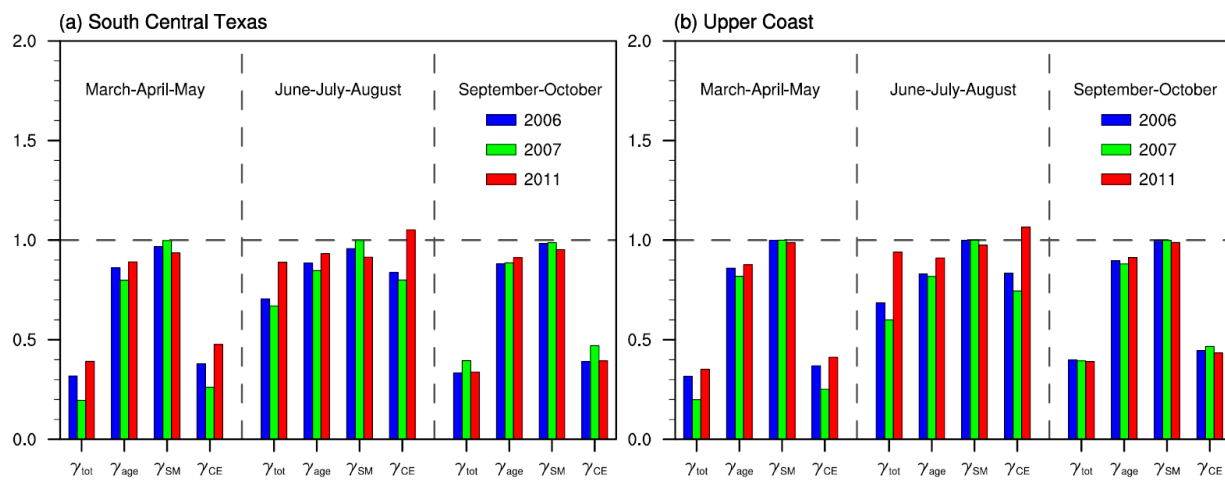 (a) South Central Texas
2.0
1.5
1.0
0.5
0.0
March-April-May
June-July-August
September-October
2006
2007
2011
γtot γage γSM γCE γtot γage γSM γCE γtot γage γSM γCE
(b) Upper Coast
2.0
1.5
1.0
0.5
0.0
March-April-May
June-July-August
September-October
2006
2007
2011
γtot γage γSM γCE γtot γage γSM γCE γtot γage γSM γCE